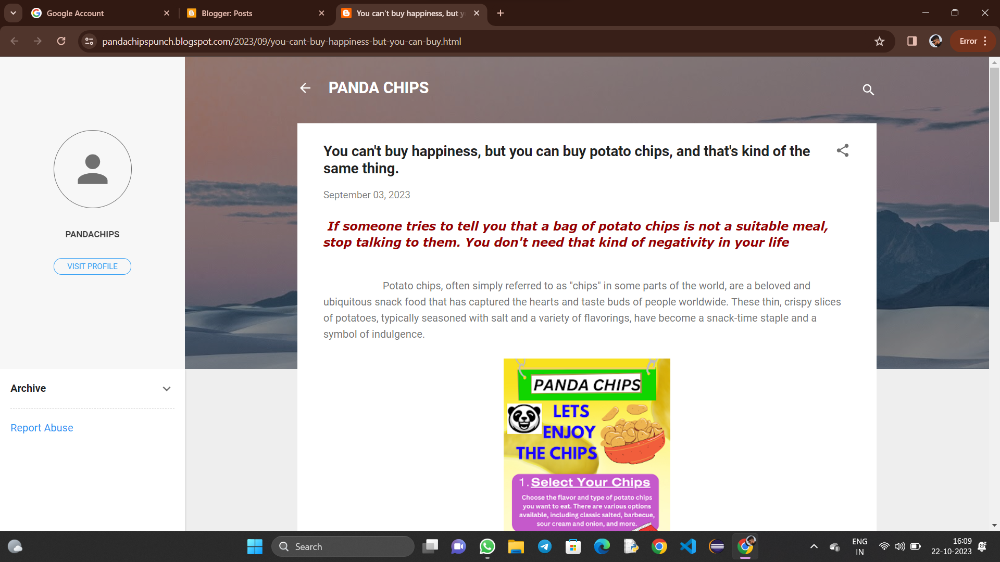 Google Account
Blogger: Posts
You can't buy happiness, but y
pandachipspunch.blogspot.com/2023/09/you-cant-buy-happiness-but-you-can-buy.html
Error
PANDA CHIPS
PANDACHIPS
VISIT PROFILE
Archive
Report Abuse
You can't buy happiness, but you can buy potato chips, and that's kind of the
same thing.
September 03, 2023
If someone tries to tell you that a bag of potato chips is not a suitable meal,
stop talking to them. You don't need that kind of negativity in your life
Potato chips, often simply referred to as "chips" in some parts of the world, are a beloved and
ubiquitous snack food that has captured the hearts and taste buds of people worldwide. These thin, crispy slices
of potatoes, typically seasoned with salt and a variety of flavorings, have become a snack-time staple and a
symbol of indulgence.
PANDA CHIPS
LETS
ENJOY
THE CHIPS
1. Select Your Chips
Choose the flavor and type of potato chips
you want to eat. There are various options
available, including classic salted, barbecue,
sour cream and onion, and more.
Search
ENG
IN
16:09
22-10-2023